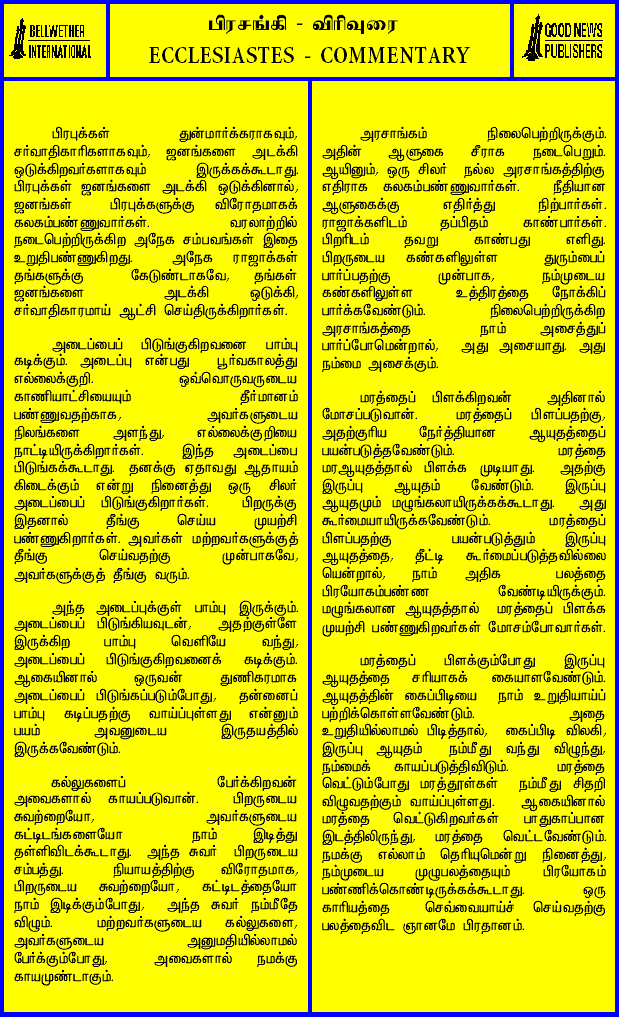 BELLWETHER
INTERNATIONAL
பிரசங்கி - விரிவுரை
ECCLESIASTES - COMMENTARY
GOOD NEWS
PUBLISHERS
பிரபுக்கள் துன்மார்க்கராகவும்,
சர்வாதிகாரிகளாகவும், ஜனங்களை அடக்கி
ஒடுக்கிறவர்களாகவும் இருக்கக்கூடாது.
பிரபுக்கள் ஜனங்களை அடக்கி ஒடுக்கினால்,
ஜனங்கள் பிரபுக்களுக்கு விரோதமாகக்
கலகம்பண்ணுவார்கள். வரலாற்றில்
நடைபெற்றிருக்கிற அநேக சம்பவங்கள் இதை
உறுதிபண்ணுகிறது. அநேக ராஜாக்கள்
தங்களுக்கு கேடுண்டாகவே, தங்கள்
ஜனங்களை அடக்கி ஒடுக்கி,
சர்வாதிகாரமாய் ஆட்சி செய்திருக்கிறார்கள்.
அடைப்பைப் பிடுங்குகிறவனை பாம்பு
கடிக்கும். அடைப்பு என்பது பூர்வகாலத்து
எல்லைக்குறி. ஒவ்வொருவருடைய
காணியாட்சியையும் தீர்மானம்
பண்ணுவதற்காக, அவர்களுடைய
நிலங்களை அளந்து, எல்லைக்குறியை
நாட்டியிருக்கிறார்கள். இந்த அடைப்பை
பிடுங்கக்கூடாது. தனக்கு ஏதாவது ஆதாயம்
கிடைக்கும் என்று நினைத்து ஒரு சிலர்
அடைப்பைப் பிடுங்குகிறார்கள். பிறருக்கு
இதனால் தீங்கு செய்ய முயற்சி
பண்ணுகிறார்கள். அவர்கள் மற்றவர்களுக்குத்
தீங்கு செய்வதற்கு முன்பாகவே,
அவர்களுக்குத் தீங்கு வரும்.
அந்த அடைப்புக்குள் பாம்பு இருக்கும்.
அடைப்பைப் பிடுங்கியவுடன், அதற்குள்ளே
இருக்கிற பாம்பு வெளியே வந்து,
அடைப்பைப் பிடுங்குகிறவனைக் கடிக்கும்.
ஆகையினால் ஒருவன் துணிகரமாக
அடைப்பைப் பிடுங்கப்படும்போது, தன்னைப்
பாம்பு கடிப்பதற்கு வாய்ப்புள்ளது என்னும்
பயம் அவனுடைய இருதயத்தில்
இருக்கவேண்டும்.
கல்லுகளைப் பேர்க்கிறவன்
அவைகளால் காயப்படுவான். பிறருடைய
சுவற்றையோ, அவர்களுடைய
கட்டிடங்களையோ நாம் இடித்து
தள்ளிவிடக்கூடாது. அந்த சுவர் பிறருடைய
சம்பத்து. நியாயத்திற்கு விரோதமாக,
பிறருடைய சுவற்றையோ, கட்டிடத்தையோ
நாம் இடிக்கும்போது, அந்த சுவர் நம்மீதே
விழும். மற்றவர்களுடைய கல்லுகளை,
அவர்களுடைய அனுமதியில்லாமல்
பேர்க்கும்போது, அவைகளால் நமக்கு
காயமுண்டாகும்.
அரசாங்கம் நிலைபெற்றிருக்கும்.
அதின் ஆளுகை சீராக நடைபெறும்.
ஆயினும், ஒரு சிலர் நல்ல அரசாங்கத்திற்கு
எதிராக கலகம்பண்ணுவார்கள். நீதியான
ஆளுகைக்கு எதிர்த்து நிற்பார்கள்.
ராஜாக்களிடம் தப்பிதம் காண்பார்கள்.
பிறரிடம் தவறு காண்பது எளிது.
பிறருடைய கண்களிலுள்ள துரும்பைப்
பார்ப்பதற்கு முன்பாக, நம்முடைய
கண்களிலுள்ள உத்திரத்தை நோக்கிப்
பார்க்கவேண்டும். நிலைபெற்றிருக்கிற
அரசாங்கத்தை நாம் அசைத்துப்
பார்ப்போமென்றால், அது அசையாது. அது
நம்மை அசைக்கும்.
மரத்தைப் பிளக்கிறவன் அதினால்
மோசப்படுவான். மரத்தைப் பிளப்பதற்கு,
அதற்குரிய நேர்த்தியான ஆயுதத்தைப்
பயன்படுத்தவேண்டும். மரத்தை
மரஆயுதத்தால் பிளக்க முடியாது. அதற்கு
இருப்பு ஆயுதம் வேண்டும். இருப்பு
ஆயுதமும் மழுங்கலாயிருக்கக்கூடாது. அது
கூர்மையாயிருக்கவேண்டும். மரத்தைப்
பிளப்பதற்கு பயன்படுத்தும் இருப்பு
ஆயுதத்தை, தீட்டி கூர்மைப்படுத்தவில்லை
யென்றால், நாம் அதிக பலத்தை
பிரயோகம்பண்ண வேண்டியிருக்கும்.
மழுங்கலான ஆயுதத்தால் மரத்தைப் பிளக்க
முயற்சி பண்ணுகிறவர்கள் மோசம்போவார்கள்.
மரத்தைப் பிளக்கும்போது இருப்பு
ஆயுதத்தை சரியாகக் கையாளவேண்டும்.
ஆயுதத்தின் கைப்பிடியை நாம் உறுதியாய்ப்
பற்றிக்கொள்ளவேண்டும். அதை
உறுதியில்லாமல் பிடித்தால், கைப்பிடி விலகி,
இருப்பு ஆயுதம் நம்மீது வந்து விழுந்து,
நம்மைக் காயப்படுத்திவிடும். மரத்தை
வெட்டும்போது மரத்தூள்கள் நம்மீது சிதறி
விழுவதற்கும் வாய்ப்புள்ளது. ஆகையினால்
மரத்தை வெட்டுகிறவர்கள் பாதுகாப்பான
இடத்திலிருந்து, மரத்தை வெட்டவேண்டும்.
நமக்கு எல்லாம் தெரியுமென்று நினைத்து,
நம்முடைய முழுபலத்தையும் பிரயோகம்
பண்ணிக்கொண்டிருக்கக்கூடாது. ஒரு
காரியத்தை செவ்வையாய்ச் செய்வதற்கு
பலத்தைவிட ஞானமே பிரதானம்.